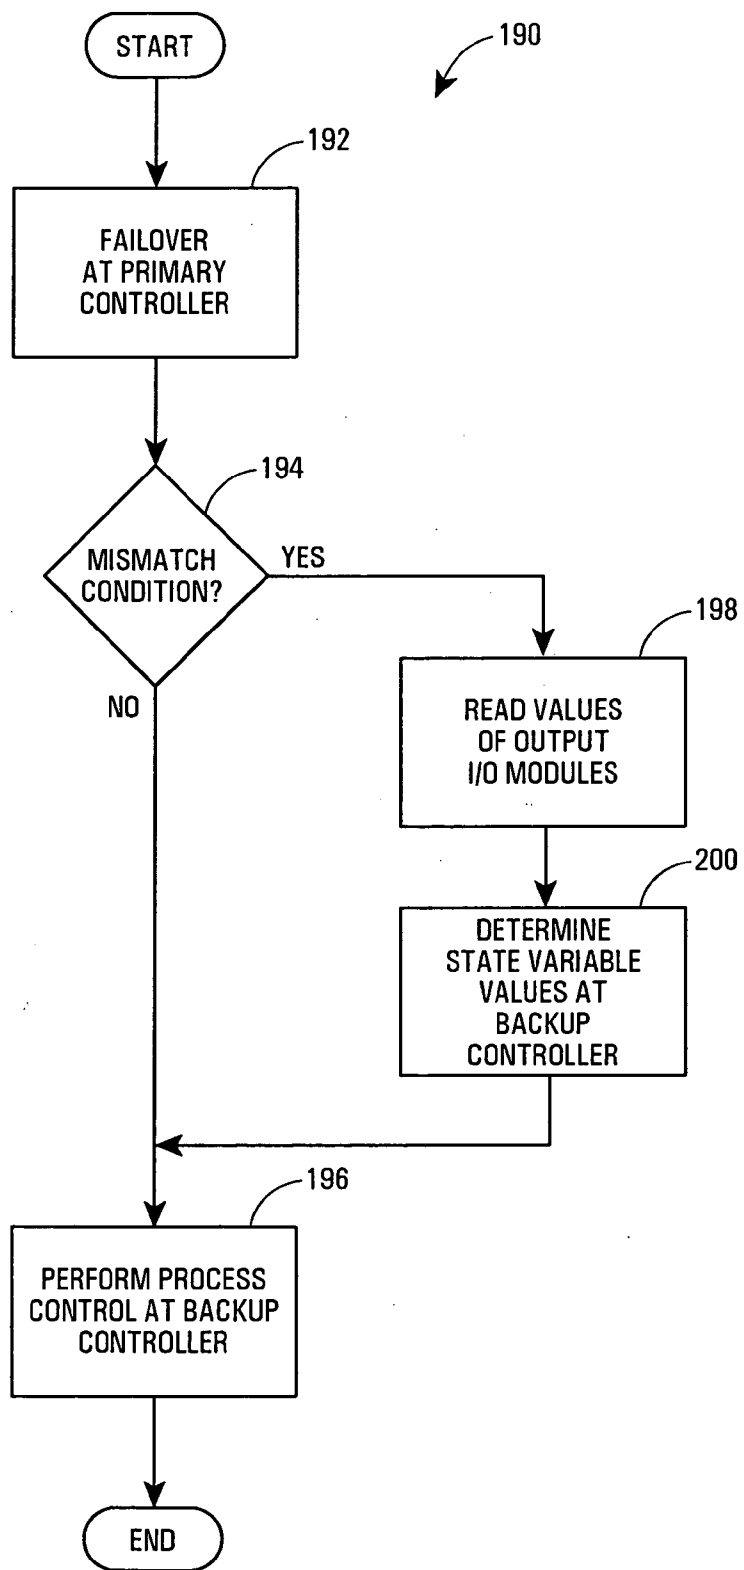 START
190
192
FAILOVER
AT PRIMARY
CONTROLLER
194
MISMATCH
CONDITION?
YES
NO
198
READ VALUES
OF OUTPUT
I/O MODULES
200
DETERMINE
STATE VARIABLE
VALUES AT
BACKUP
CONTROLLER
196
PERFORM PROCESS
CONTROL AT BACKUP
CONTROLLER
END